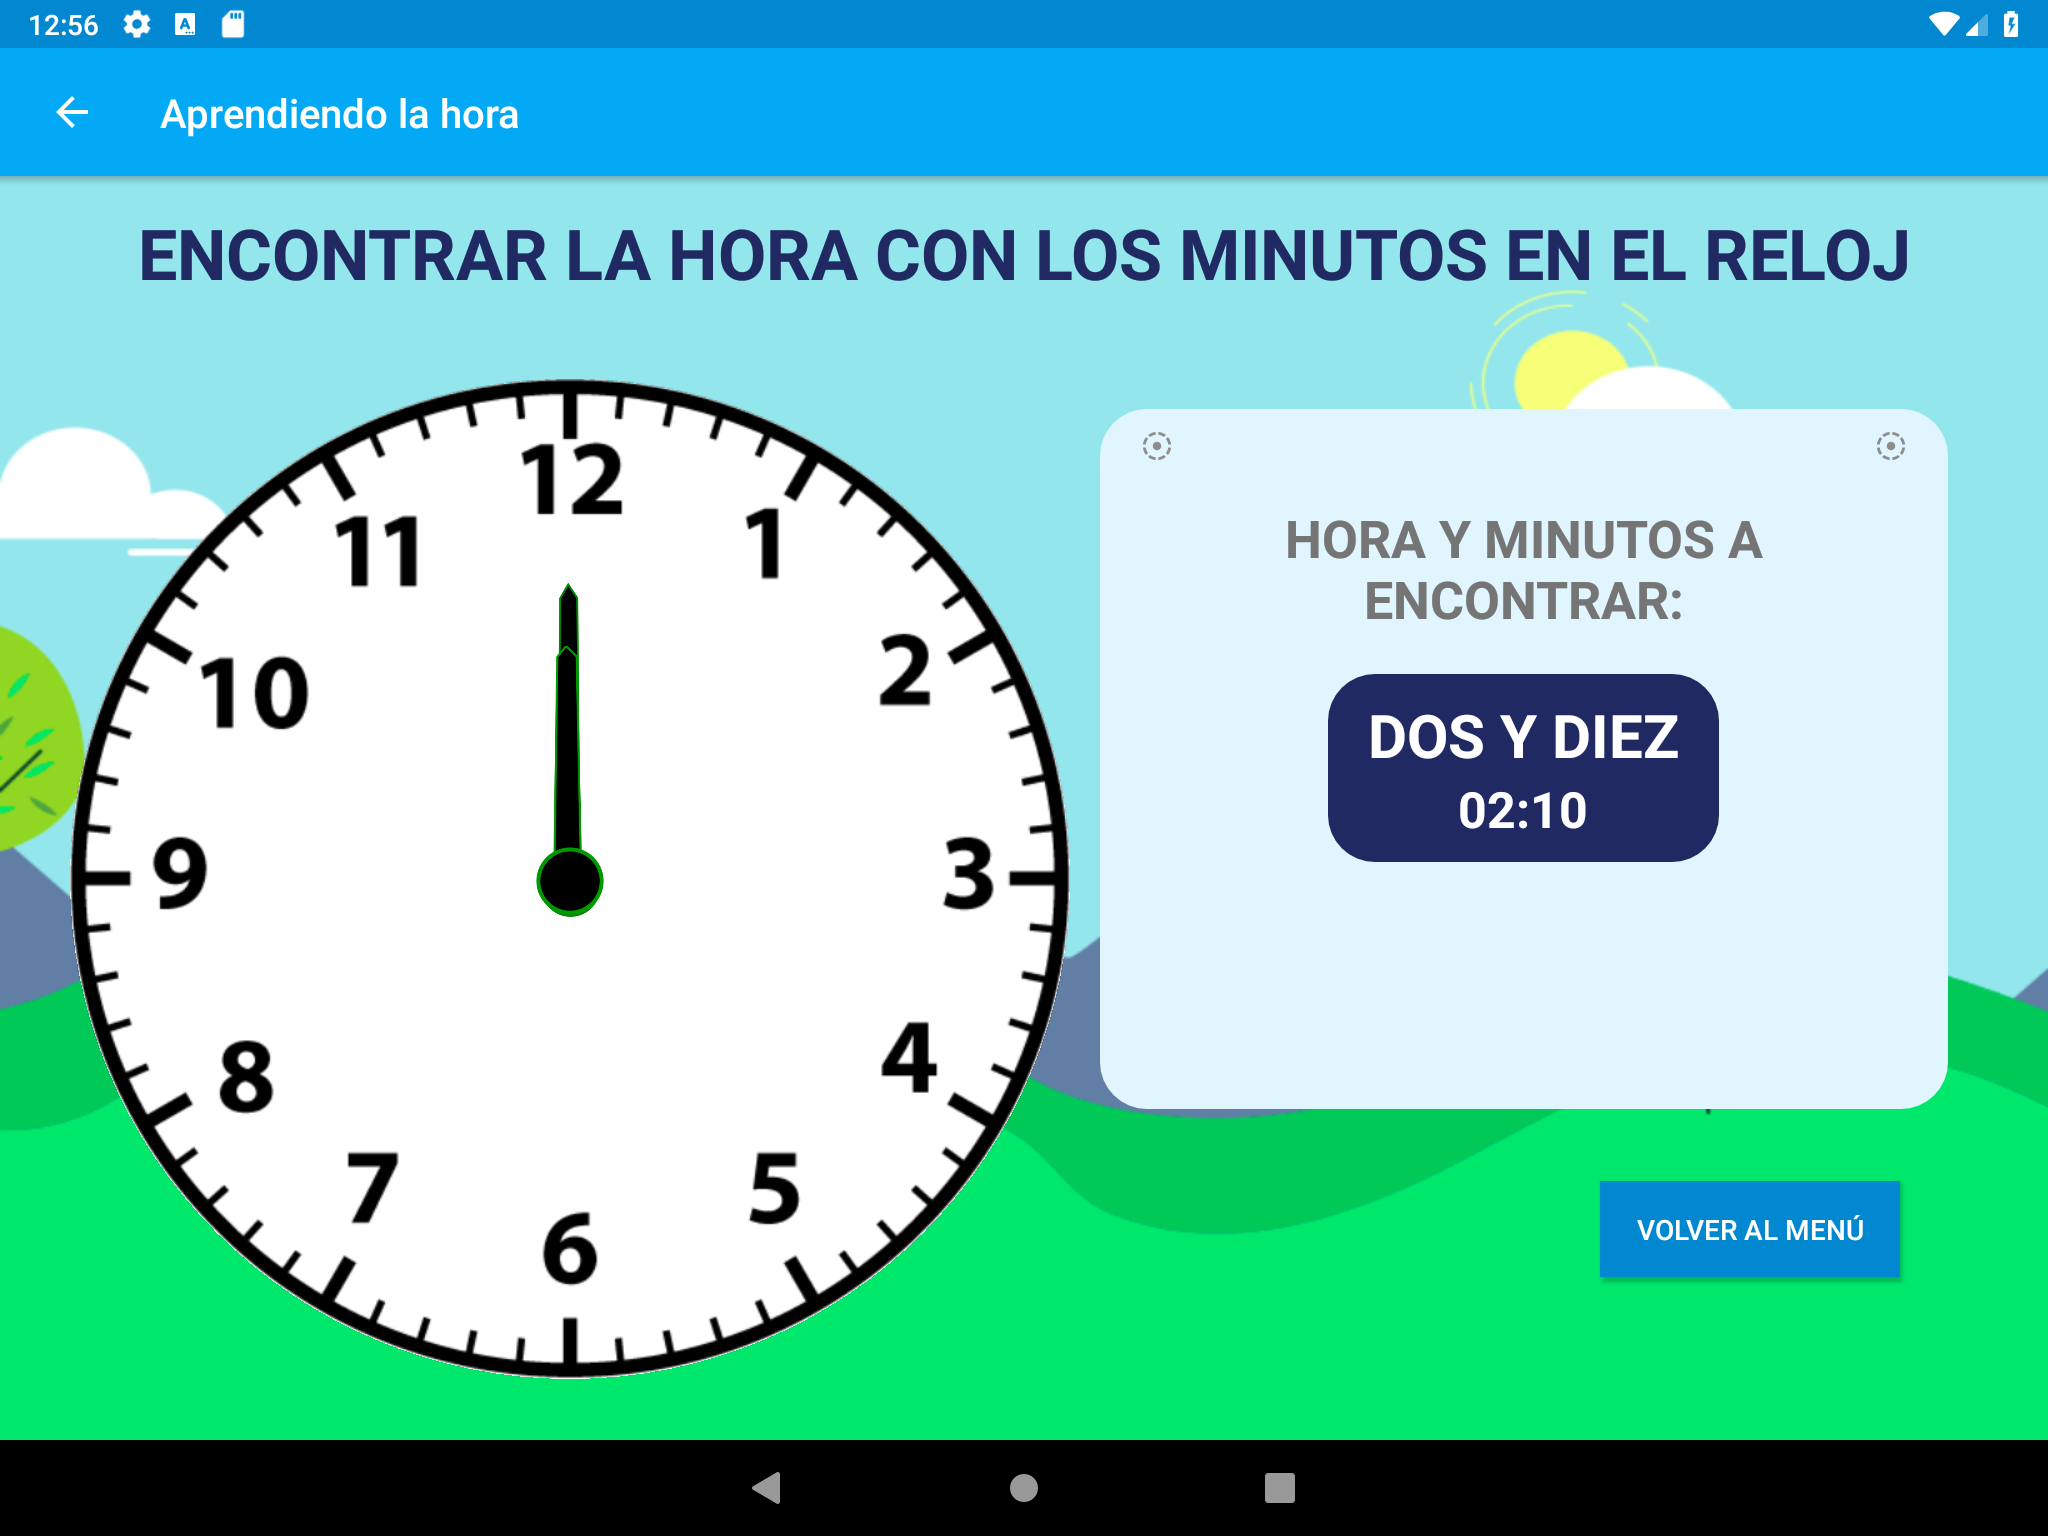 12:56
Aprendiendo la hora
ENCONTRAR LA HORA CON LOS MINUTOS EN EL RELOJ
12
11
1
10
2
9
3
8
4
7
5
6
HORA Y MINUTOS A
ENCONTRAR:
DOS Y DIEZ
02:10
VOLVER AL MENÚ